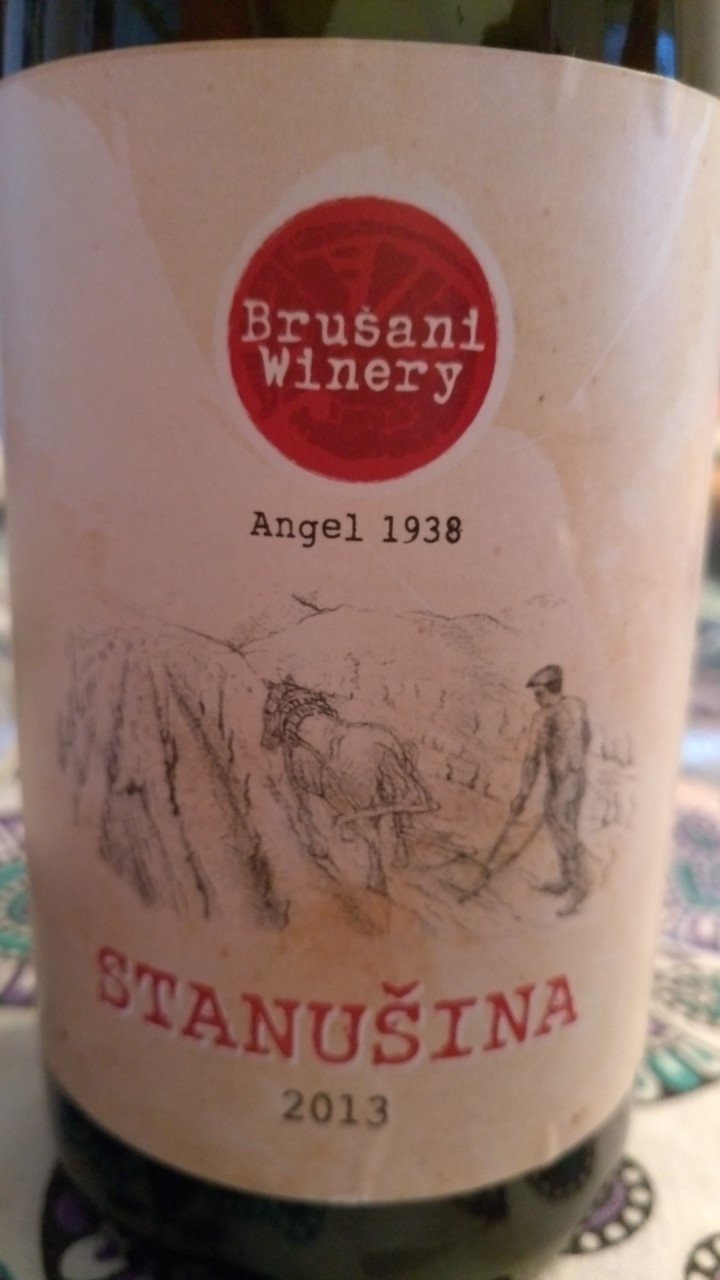 Brušani
Winery
Angel 1938
STANUŠINA
2013